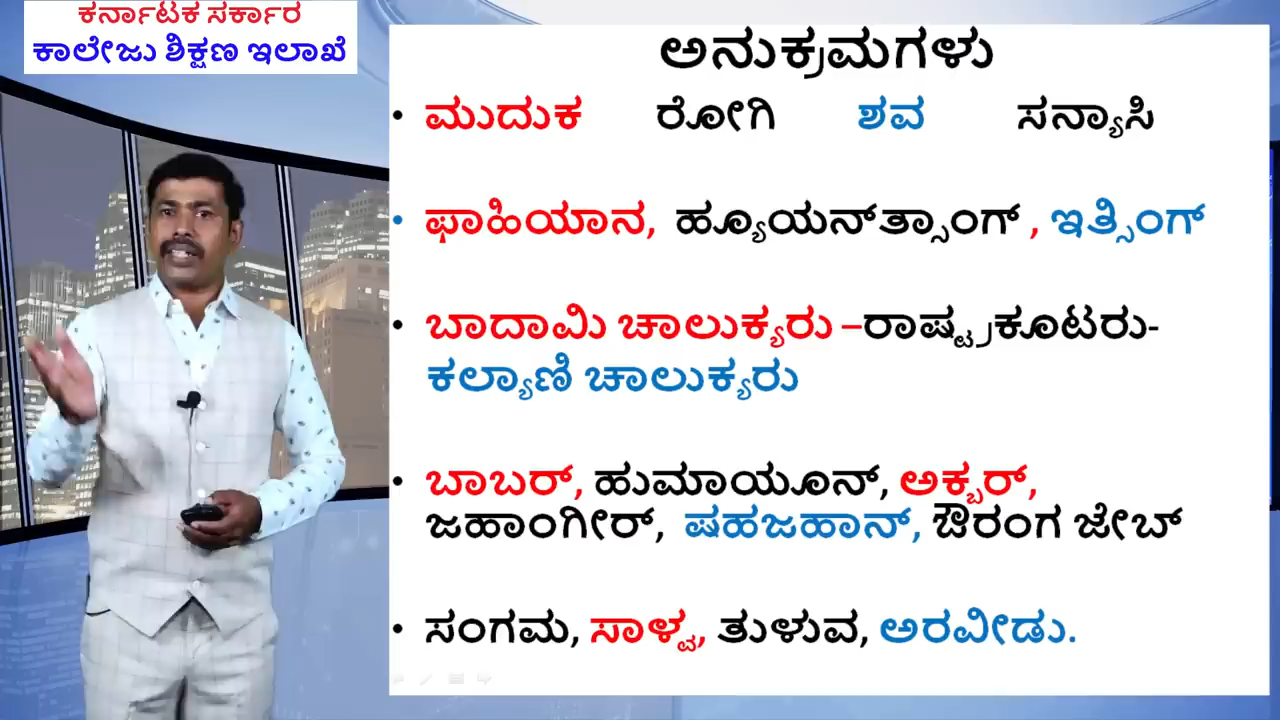 ಕರ್ನಾಟಕ ಸರ್ಕಾರ
ಕಾಲೇಜು ಶಿಕ್ಷಣ ಇಲಾಖೆ
ಅನುಕ್ರಮಗಳು
• ಮುದುಕ ರೋಗಿ ಶವ ಸನ್ಯಾಸಿ
• ಫಾಹಿಯಾನ, ಹ್ಯೂಯನ್‌ತ್ಸಾಂಗ್ , ಇತ್ಸಿಂಗ್
• ಬಾದಾಮಿ ಚಾಲುಕ್ಯರು –ರಾಷ್ಟ್ರಕೂಟರು-
ಕಲ್ಯಾಣಿ ಚಾಲುಕ್ಯರು
• ಬಾಬರ್, ಹುಮಾಯೂನ್, ಅಕ್ಬರ್,
ಜಹಾಂಗೀರ್, ಷಹಜಹಾನ್, ಔರಂಗ ಜೇಬ್
• ಸಂಗಮ, ಸಾಳ್ವ, ತುಳುವ, ಅರವೀಡು.